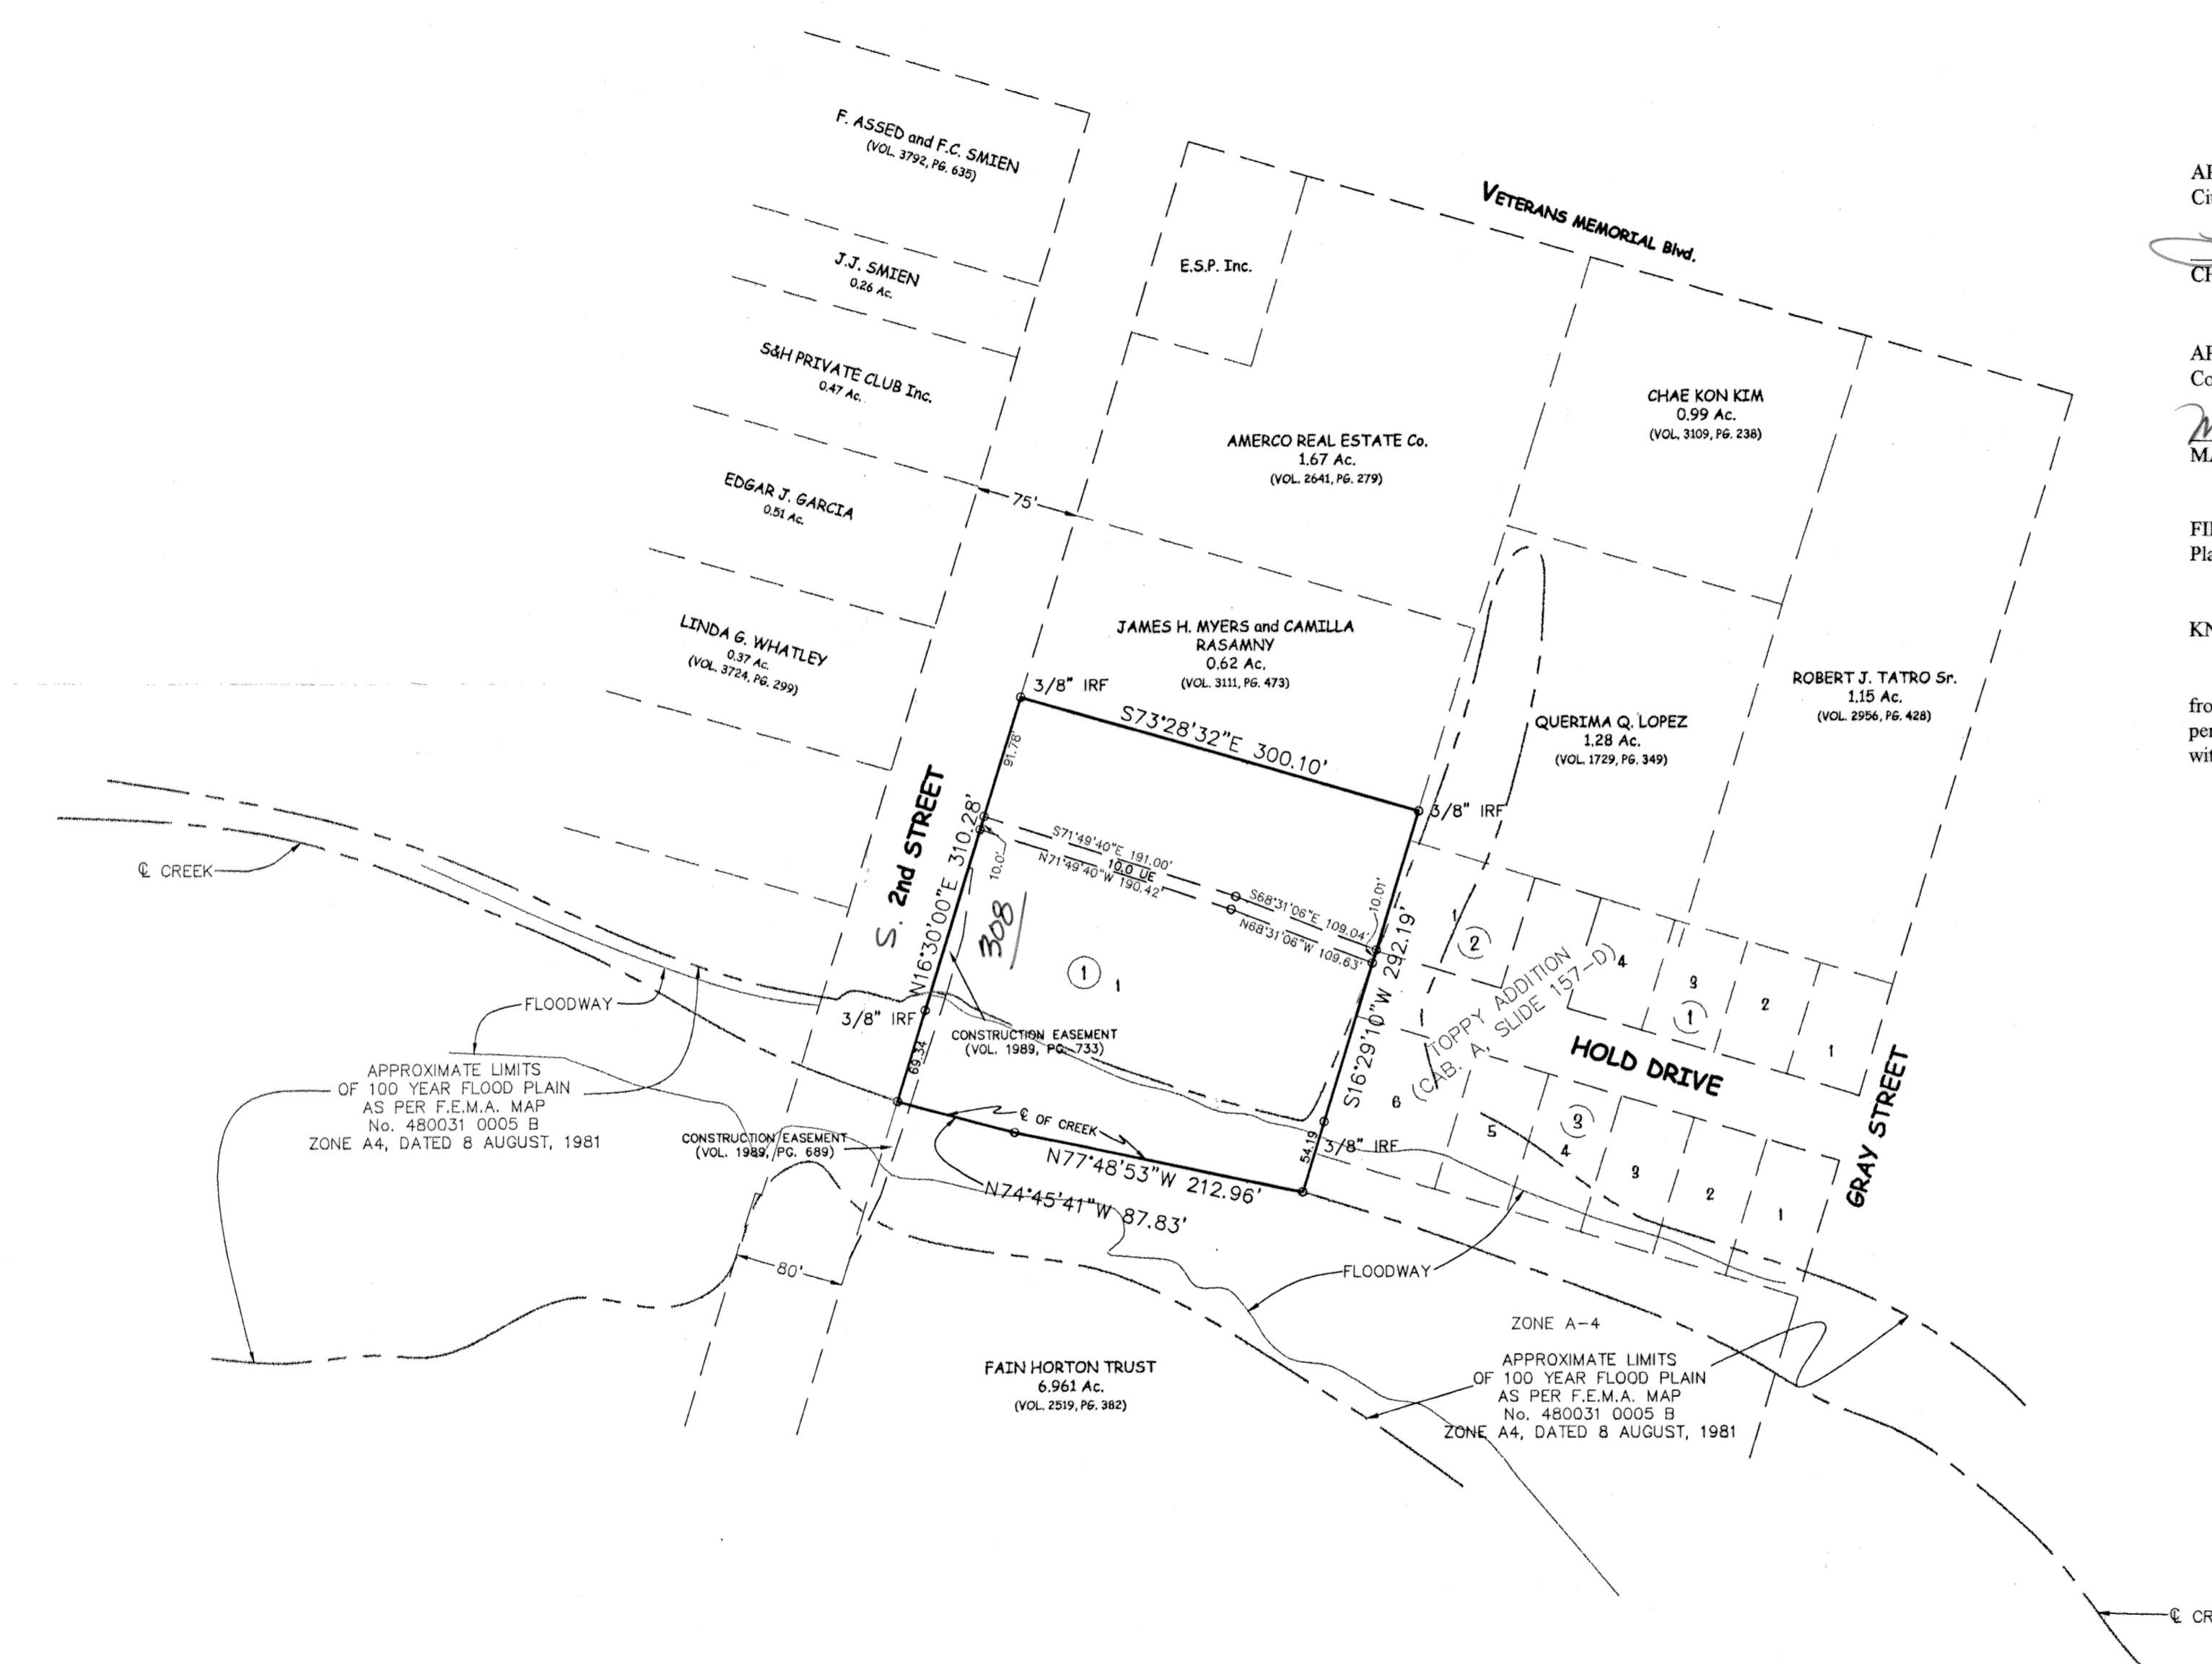 F. ASSED and F.C. SMIEN
(VOL. 3792, PG. 635)
J.J. SMIEN
0.26 Ac.
S&H PRIVATE CLUB Inc.
0.47 Ac.
EDGAR J. GARCIA
0.51 Ac.
LINDA G. WHATLEY
0.37 Ac.
(VOL. 3724, PG. 299)
E.S.P. Inc.
VETERANS MEMORIAL Blvd.
CHAE KON KIM
0.99 Ac.
(VOL. 3109, PG. 238)
AMERCO REAL ESTATE Co.
1.67 Ac.
(VOL. 2641, PG. 279)
75'
JAMES H. MYERS and CAMILLA
RASAMNY
0.62 Ac.
(VOL. 3111, PG. 473)
QUERIMA Q. LOPEZ
1.28 Ac.
(VOL. 1729, PG. 349)
ROBERT J. TATRO Sr.
1.15 Ac.
(VOL. 2956, PG. 428)
3/8" IRF
S73°28'32"E 300.10'
3/8" IRF
91.78'
S. 2nd STREET
N16°30'00"E 310.28'
10.0'
S71°49'40"E 191.00'
10.0 UE
N71°49'40"W 190.42'
S68°31'06"E 109.04'
N68°31'06"W 109.63'
10.01'
S16°29'10"W 292.19'
308
1
1
℄ CREEK
FLOODWAY
3/8" IRF
69.34
CONSTRUCTION EASEMENT
(VOL. 1989, PG. 733)
APPROXIMATE LIMITS
OF 100 YEAR FLOOD PLAIN
AS PER F.E.M.A. MAP
No. 480031 0005 B
ZONE A4, DATED 8 AUGUST, 1981
CONSTRUCTION EASEMENT
(VOL. 1989, PG. 689)
℄ OF CREEK
N77°48'53"W 212.96'
N74°45'41"W 87.83'
54.19
3/8" IRF
80'
1
2
TOPPY ADDITION
(CAB. A, SLIDE 157-D)
4
3
1
2
1
HOLD DRIVE
GRAY STREET
1
6
5
3
4
3
2
1
FLOODWAY
ZONE A-4
APPROXIMATE LIMITS
OF 100 YEAR FLOOD PLAIN
AS PER F.E.M.A. MAP
No. 480031 0005 B
ZONE A4, DATED 8 AUGUST, 1981
FAIN HORTON TRUST
6.961 Ac.
(VOL. 2519, PG. 382)
℄ CR
Co
MA
FI
Pla
KN
fro
per
wit